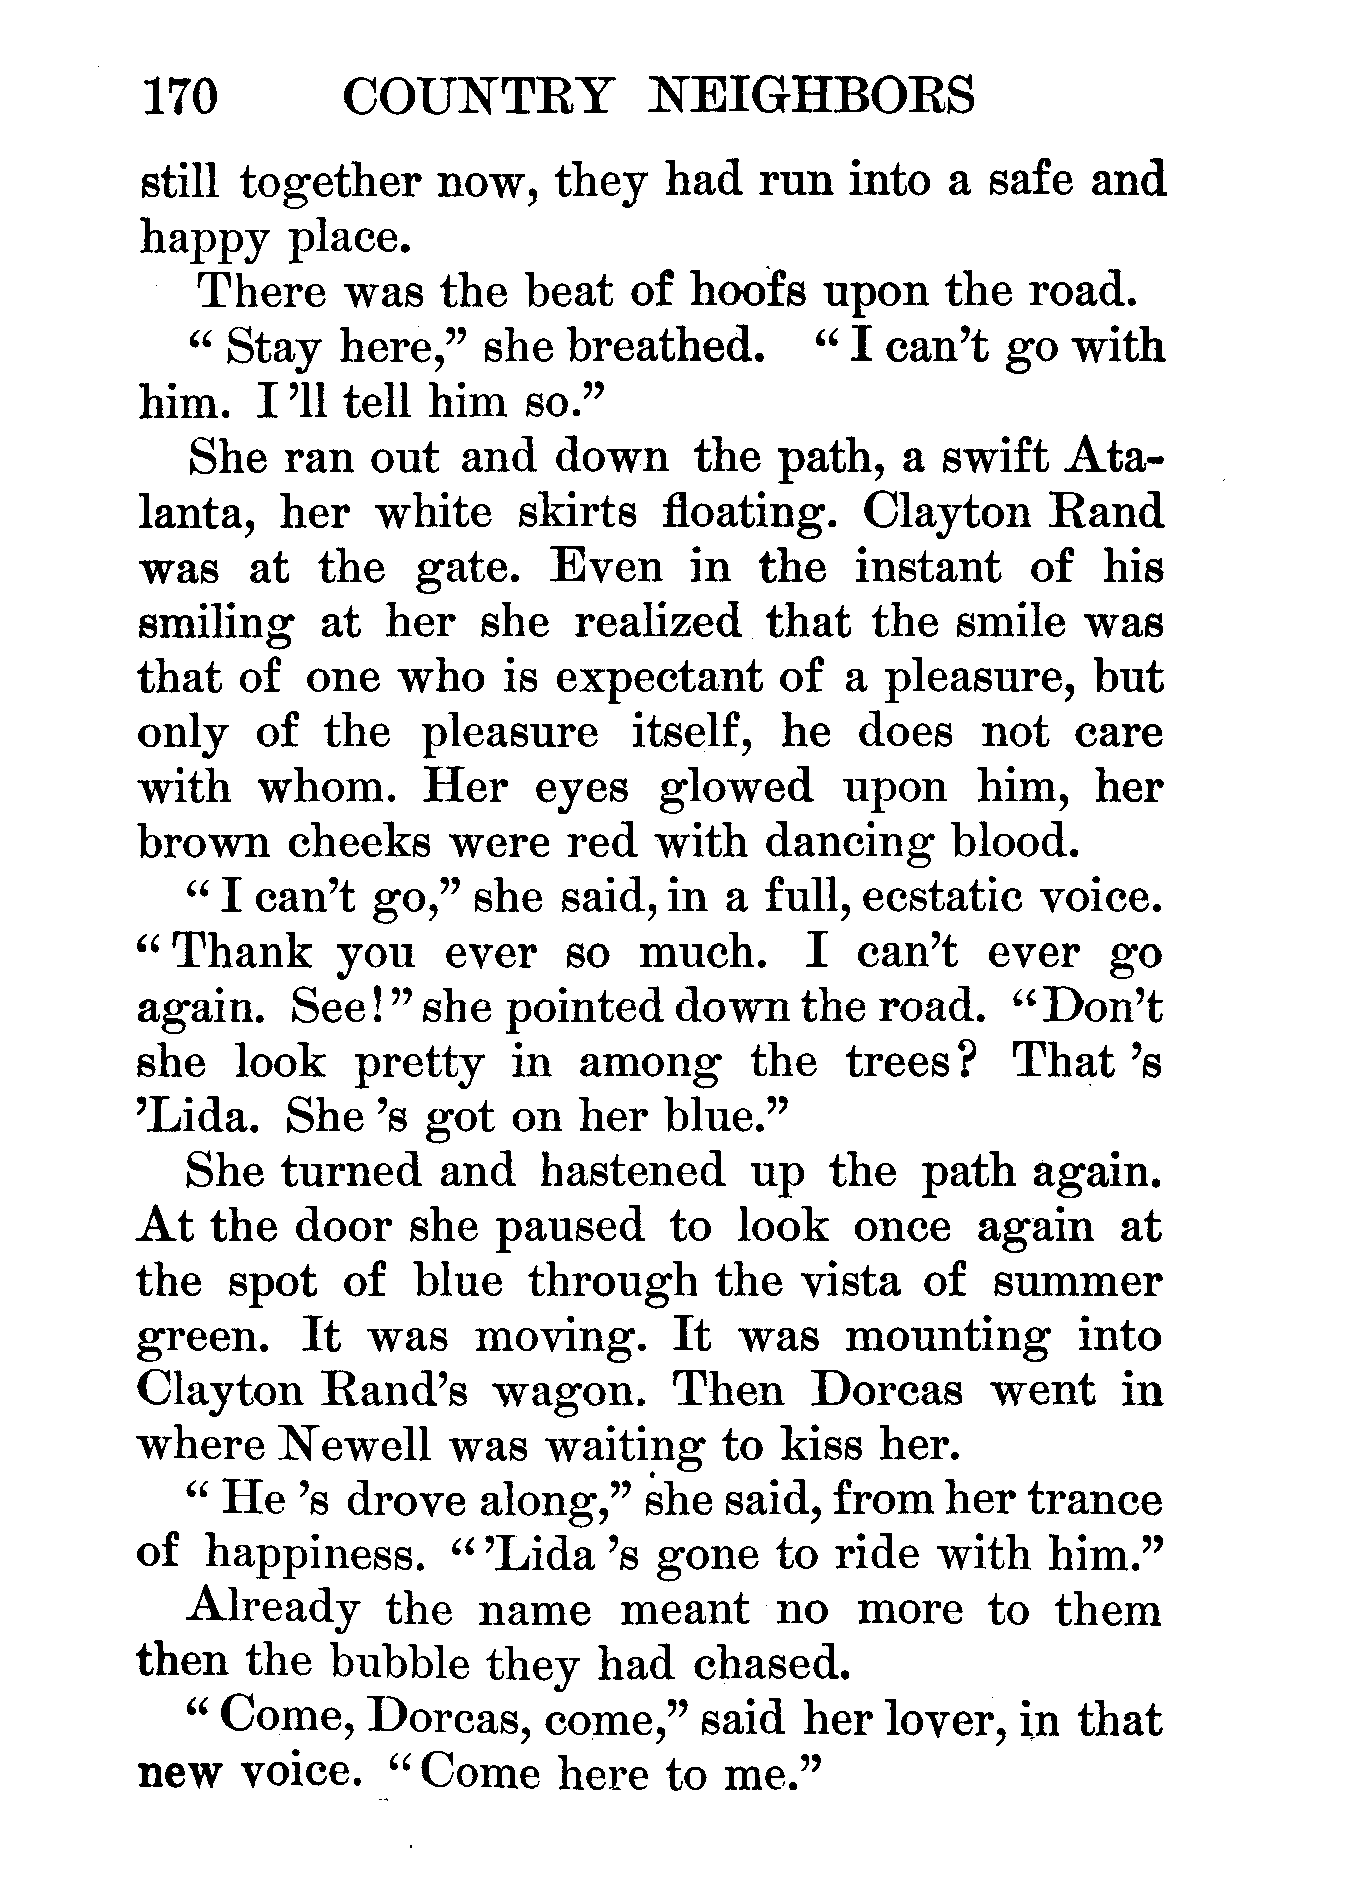 170 COUNTRY NEIGHBORS
still together now, they had run into a safe and
happy place.
There was the beat of hoofs upon the road.
“ Stay here,” she breathed. “ I can’t go with
him. I ’ll tell him so.”
She ran out and down the path, a swift Ata-
lanta, her white skirts floating. Clayton Rand
was at the gate. Even in the instant of his
smiling at her she realized that the smile was
that of one who is expectant of a pleasure, but
only of the pleasure itself, he does not care
with whom. Her eyes glowed upon him, her
brown cheeks were red with dancing blood.
“ I can’t go,” she said, in a full, ecstatic voice.
“ Thank you ever so much. I can’t ever go
again. See! ” she pointed down the road. “Don’t
she look pretty in among the trees? That ’s
’Lida. She ’s got on her blue.”
She turned and hastened up the path again.
At the door she paused to look once again at
the spot of blue through the vista of summer
green. It was moving. It was mounting into
Clayton Rand’s wagon. Then Dorcas went in
where Newell was waiting to kiss her.
“ He ’s drove along,” she said, from her trance
of happiness. “ ’Lida ’s gone to ride with him.”
Already the name meant no more to them
then the bubble they had chased.
“ Come, Dorcas, come,” said her lover, in that
new voice. “ Come here to me.”